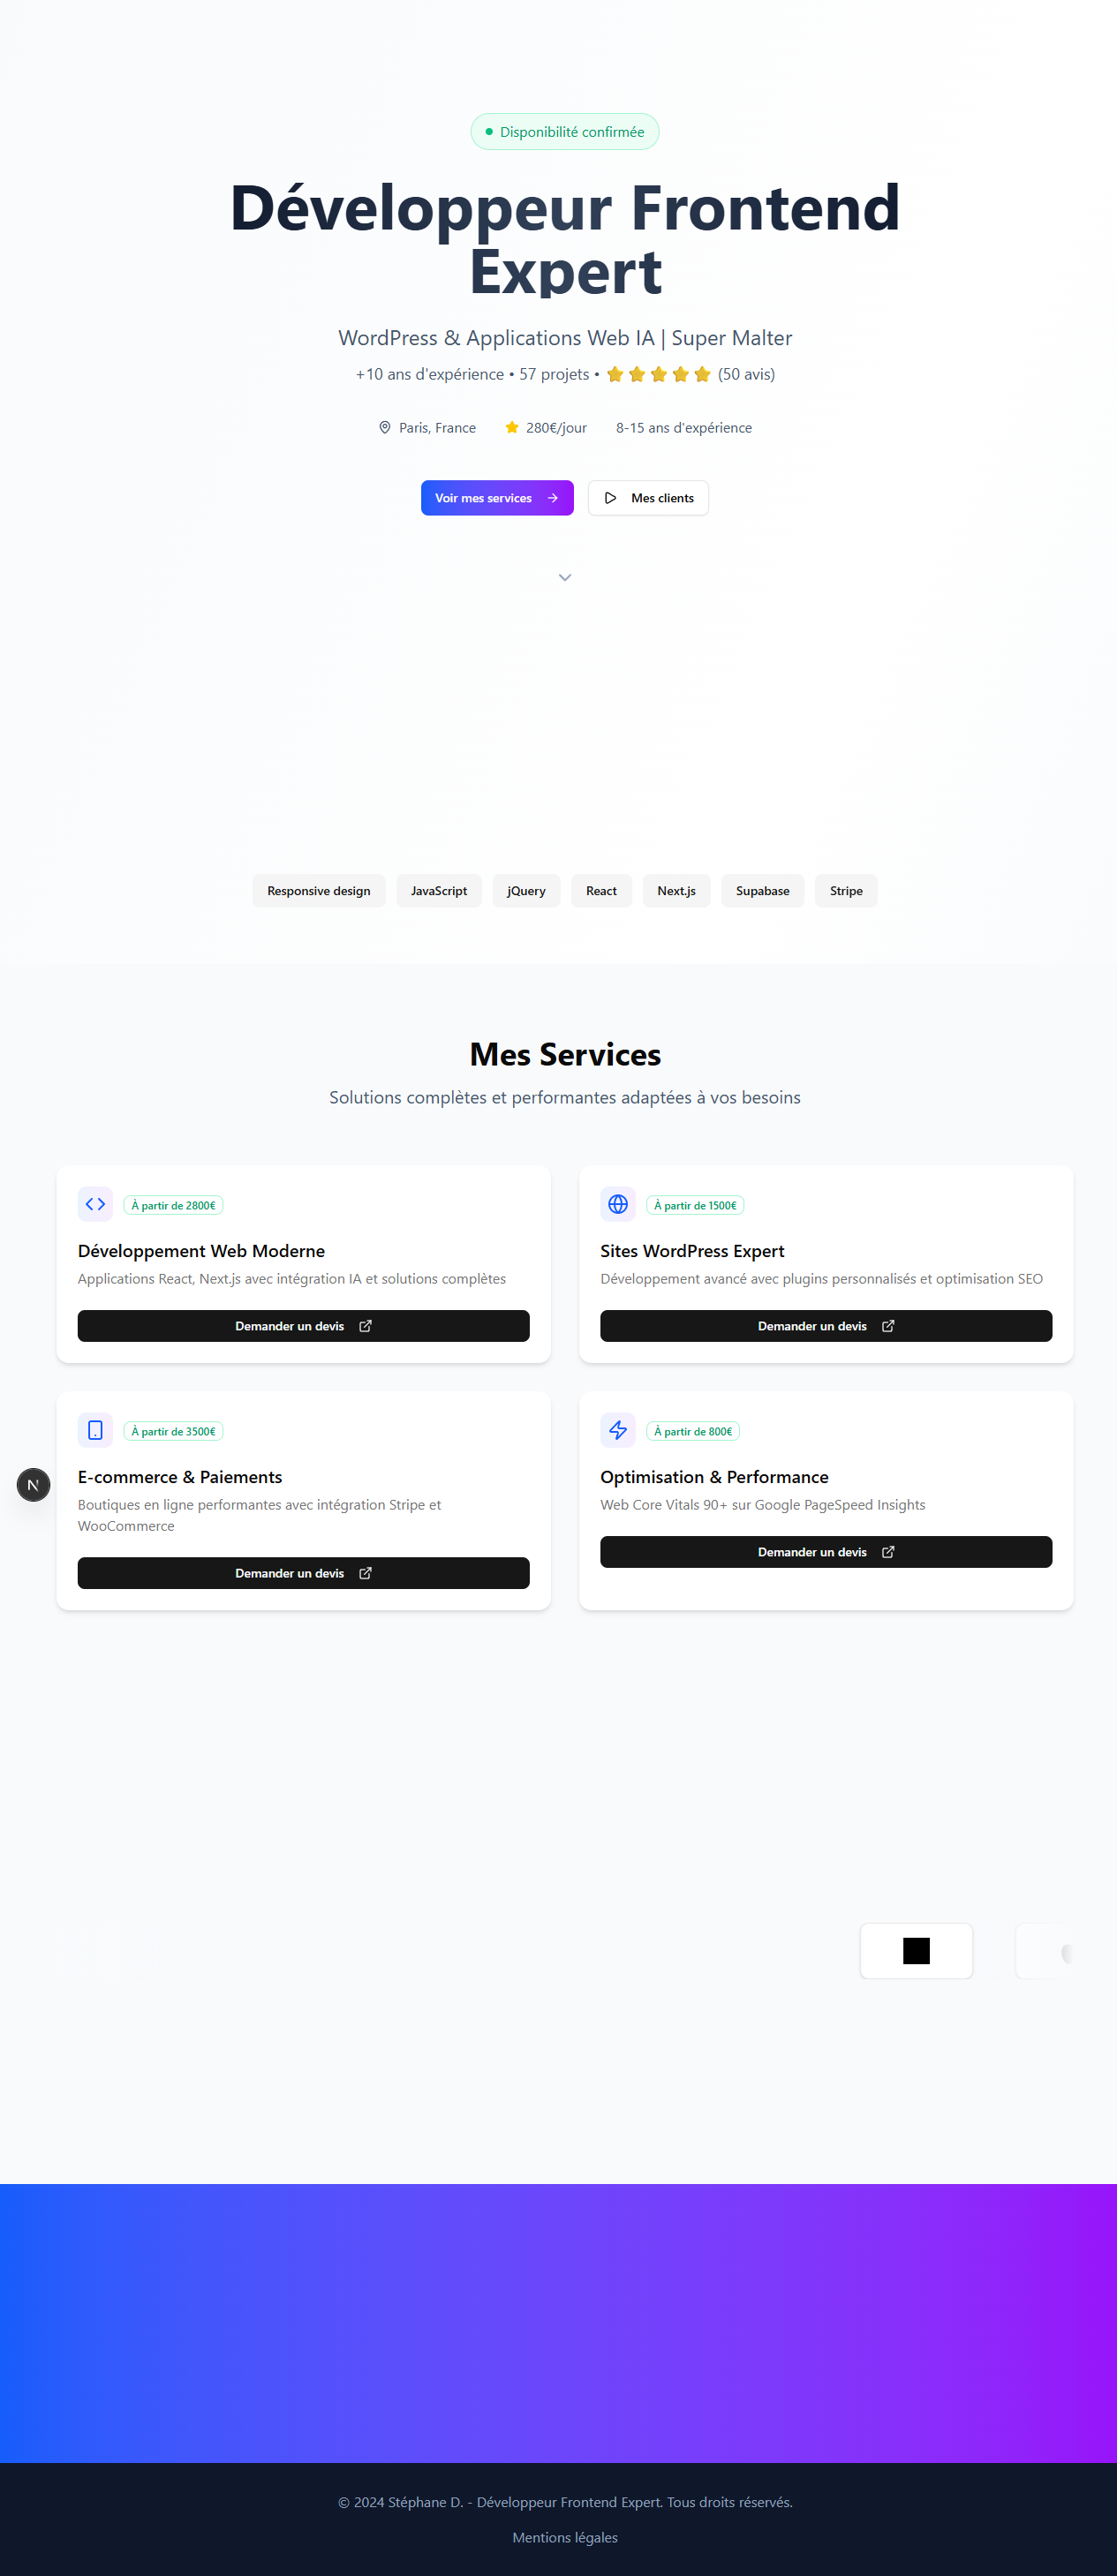 Disponibilité confirmée
Développeur Frontend
Expert
WordPress & Applications Web IA | Super Malter
+10 ans d'expérience • 57 projets • ⭐⭐⭐⭐⭐ (50 avis)
Paris, France
280€/jour
8-15 ans d'expérience
Voir mes services
Mes clients
Responsive design
JavaScript
jQuery
React
Next.js
Supabase
Stripe
Mes Services
Solutions complètes et performantes adaptées à vos besoins
À partir de 2800€
Développement Web Moderne
Applications React, Next.js avec intégration IA et solutions complètes
Demander un devis
À partir de 1500€
Sites WordPress Expert
Développement avancé avec plugins personnalisés et optimisation SEO
Demander un devis
À partir de 3500€
E-commerce & Paiements
Boutiques en ligne performantes avec intégration Stripe et
WooCommerce
Demander un devis
À partir de 800€
Optimisation & Performance
Web Core Vitals 90+ sur Google PageSpeed Insights
Demander un devis
N
© 2024 Stéphane D. - Développeur Frontend Expert. Tous droits réservés.
Mentions légales